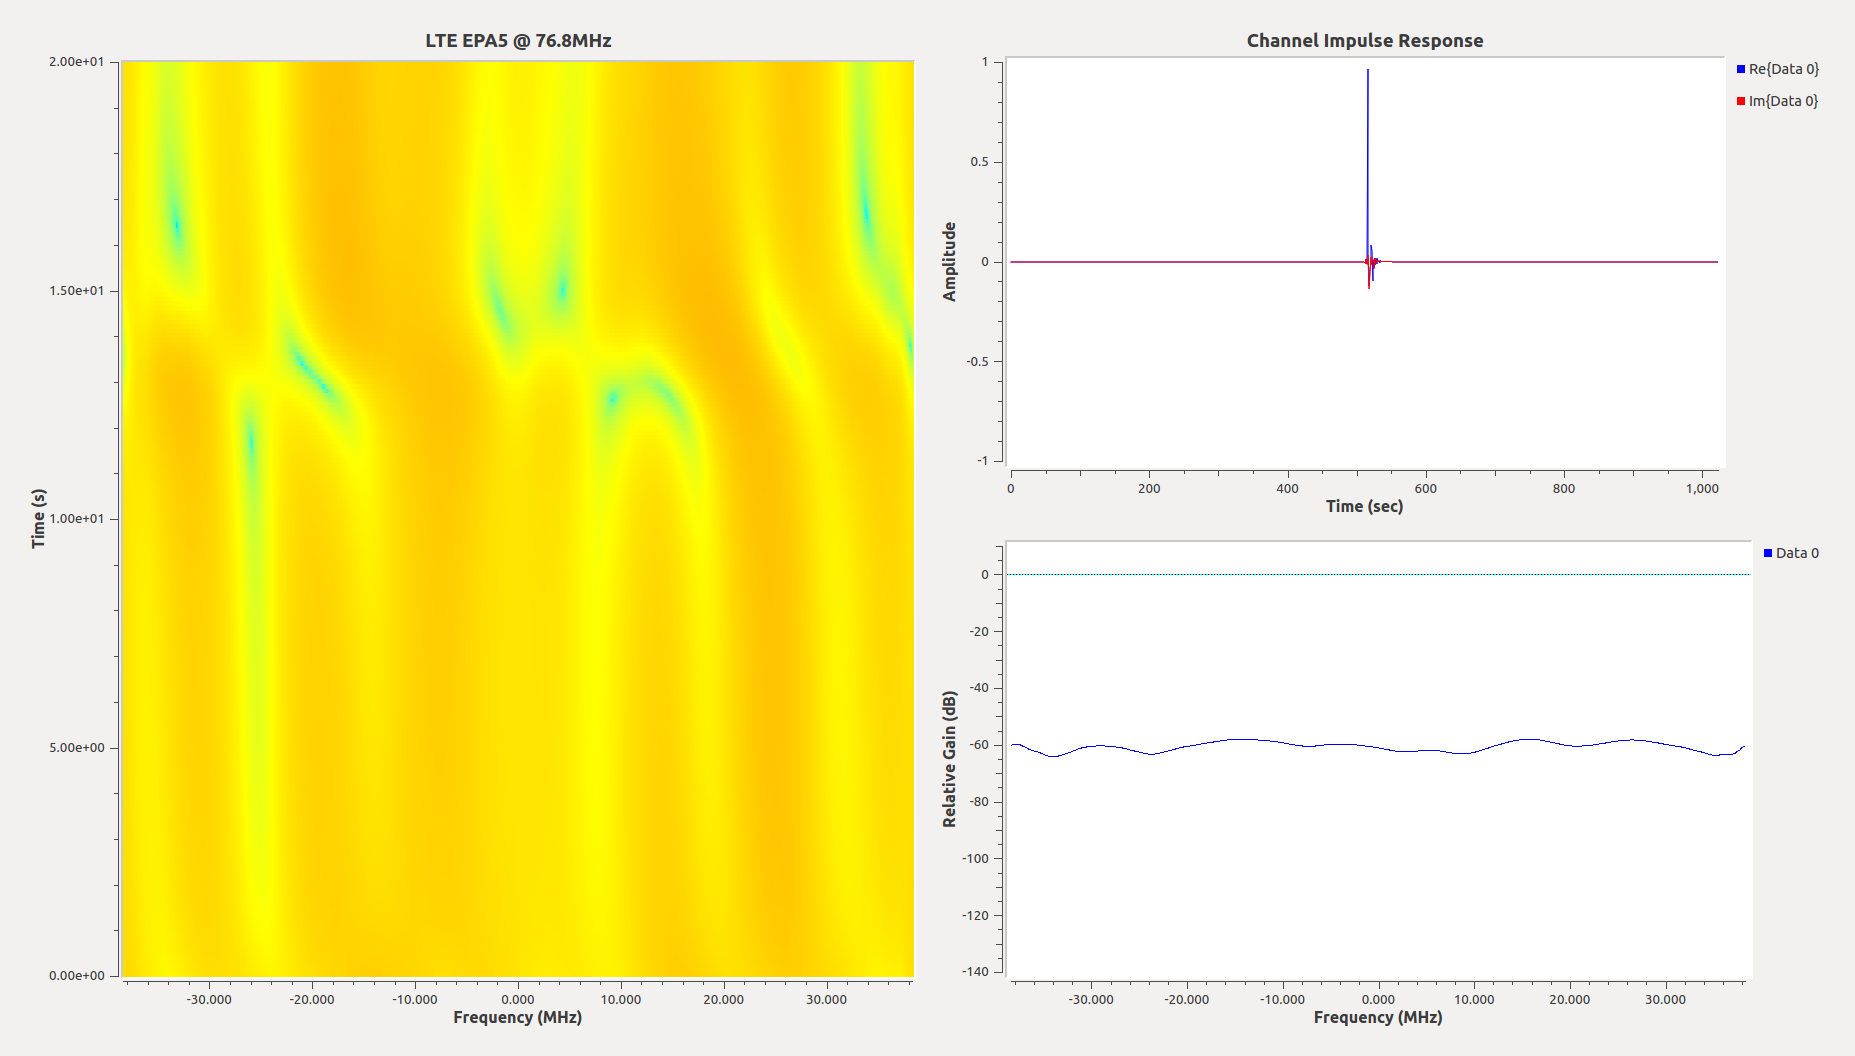 LTE EPA5 @ 76.8MHz
2.00e+01
1.50e+01
1.00e+01
5.00e+00
0.00e+00
Time (s)
-30.000 -20.000 -10.000 0.000 10.000 20.000 30.000
Frequency (MHz)
Channel Impulse Response
1
0.5
0
-0.5
-1
Amplitude
0 200 400 600 800 1,000
Time (sec)
Re{Data 0}
Im{Data 0}
0
-20
-40
-60
-80
-100
-120
-140
Relative Gain (dB)
-30.000 -20.000 -10.000 0.000 10.000 20.000 30.000
Frequency (MHz)
Data 0